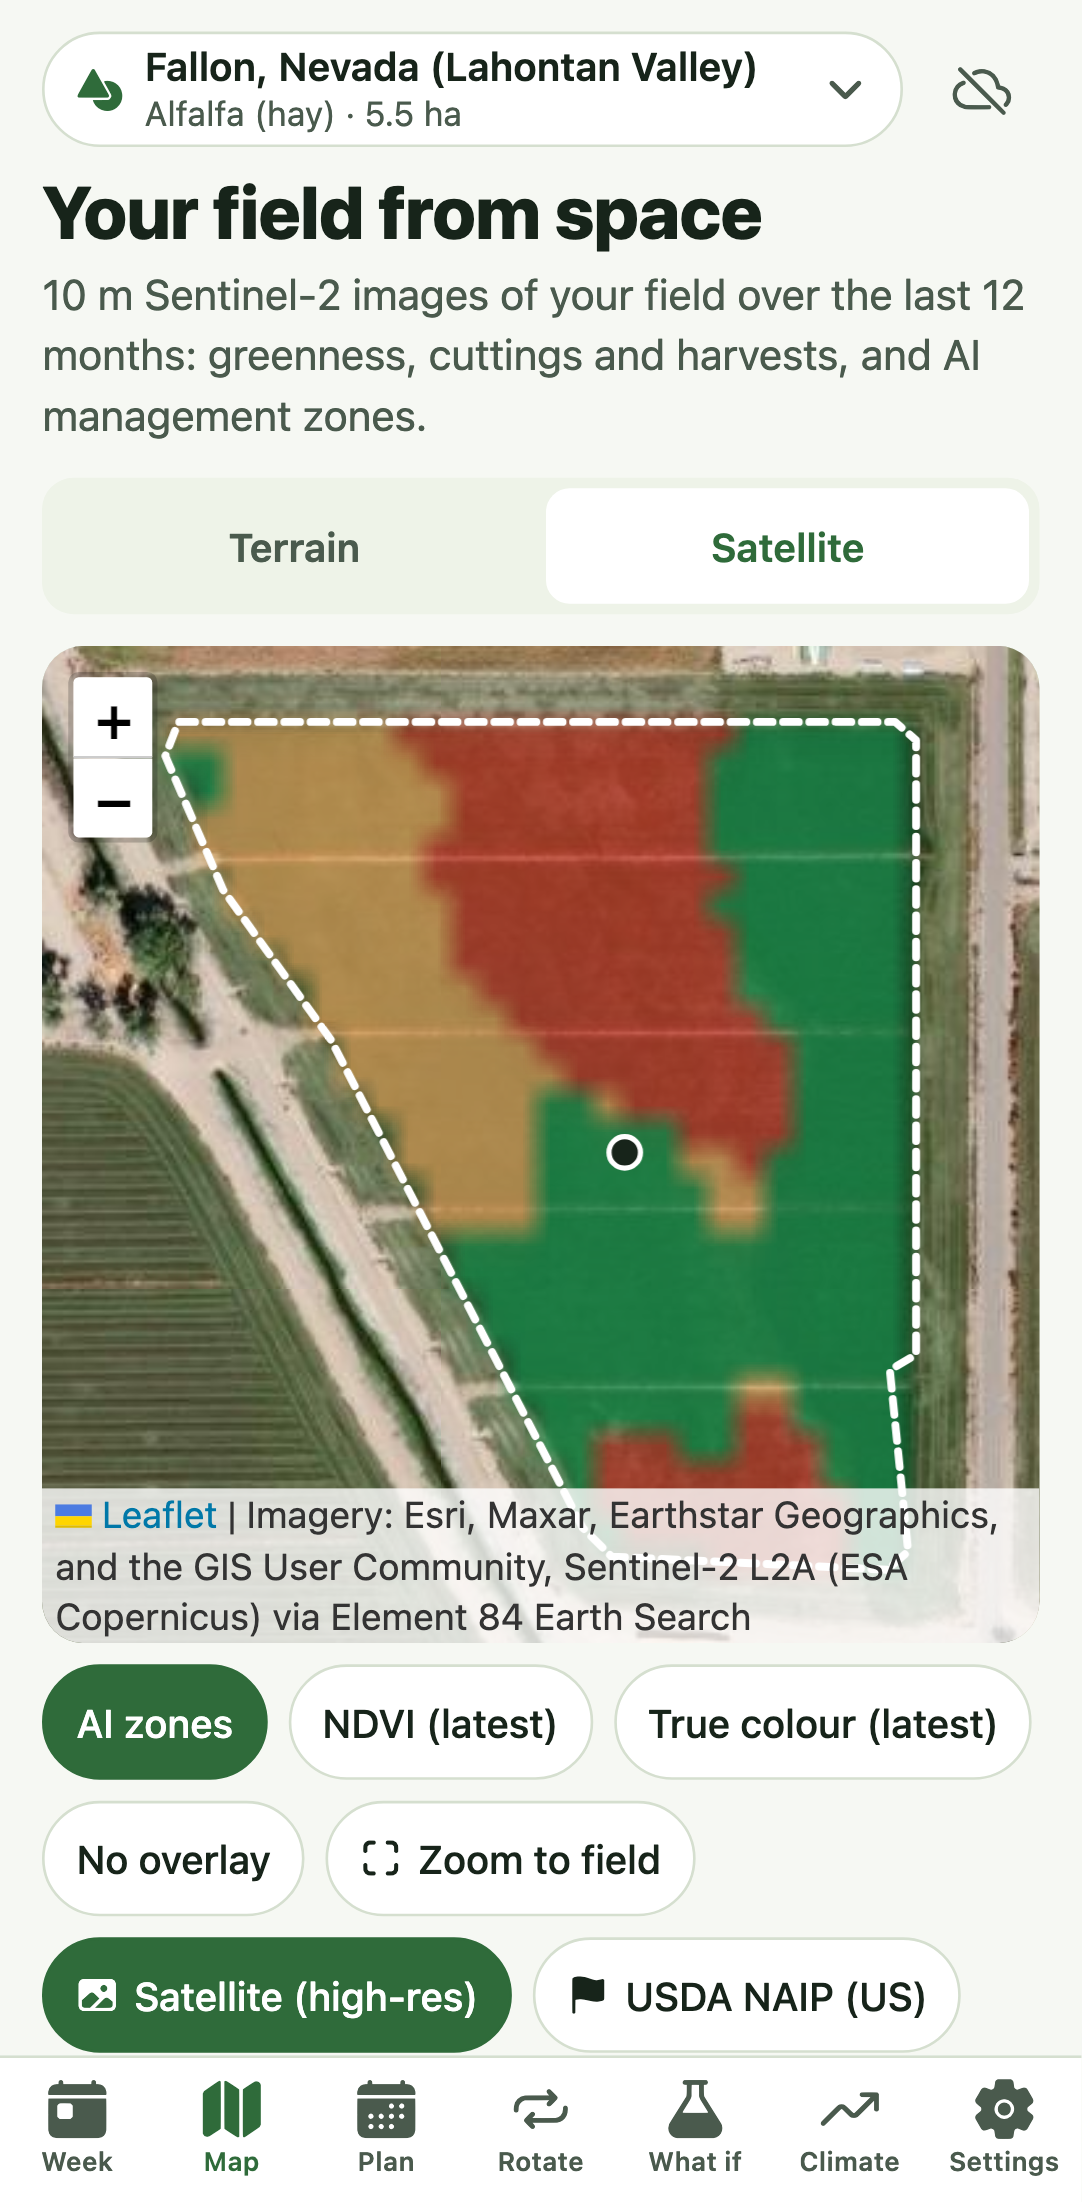 Fallon, Nevada (Lahontan Valley)
Alfalfa (hay) · 5.5 ha
Your field from space
10 m Sentinel-2 images of your field over the last 12
months: greenness, cuttings and harvests, and AI
management zones.
Terrain
Satellite
+
−
Leaflet | Imagery: Esri, Maxar, Earthstar Geographics,
and the GIS User Community, Sentinel-2 L2A (ESA
Copernicus) via Element 84 Earth Search
AI zones
NDVI (latest)
True colour (latest)
No overlay
Zoom to field
Satellite (high-res)
USDA NAIP (US)
Week
Map
Plan
Rotate
What if
Climate
Settings